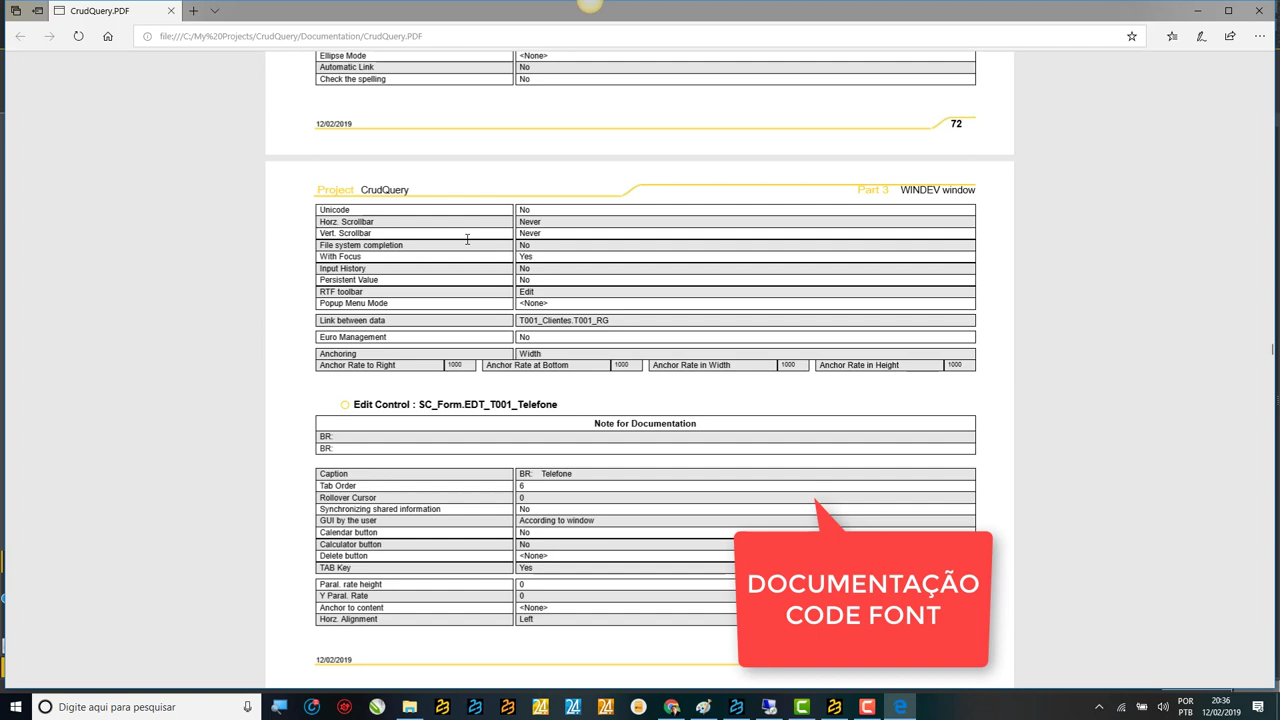 CrudQuery.PDF
file:///C:/My%20Projects/CrudQuery/Documentation/CrudQuery.PDF
Ellipse Mode <None>
Automatic Link No
Check the spelling No
12/02/2019 72
Project CrudQuery Part 3 WINDEV window
Unicode No
Horz. Scrollbar Never
Vert. Scrollbar Never
File system completion No
With Focus Yes
Input History No
Persistent Value No
RTF toolbar Edit
Popup Menu Mode <None>
Link between data T001_Clientes.T001_RG
Euro Management No
Anchoring Width
Anchor Rate to Right 1000 Anchor Rate at Bottom 1000 Anchor Rate in Width 1000 Anchor Rate in Height 1000
Edit Control : SC_Form.EDT_T001_Telefone
Note for Documentation
BR:
BR:
Caption BR: Telefone
Tab Order 6
Rollover Cursor 0
Synchronizing shared information No
GUI by the user According to window
Calendar button No
Calculator button No
Delete button <None>
TAB Key Yes
Paral. rate height 0
Y Paral. Rate 0
Anchor to content <None>
Horz. Alignment Left
DOCUMENTAÇÃO
CODE FONT
12/02/2019
Digite aqui para pesquisar
24 24 24
POR 20:36
PTB 12/02/2019